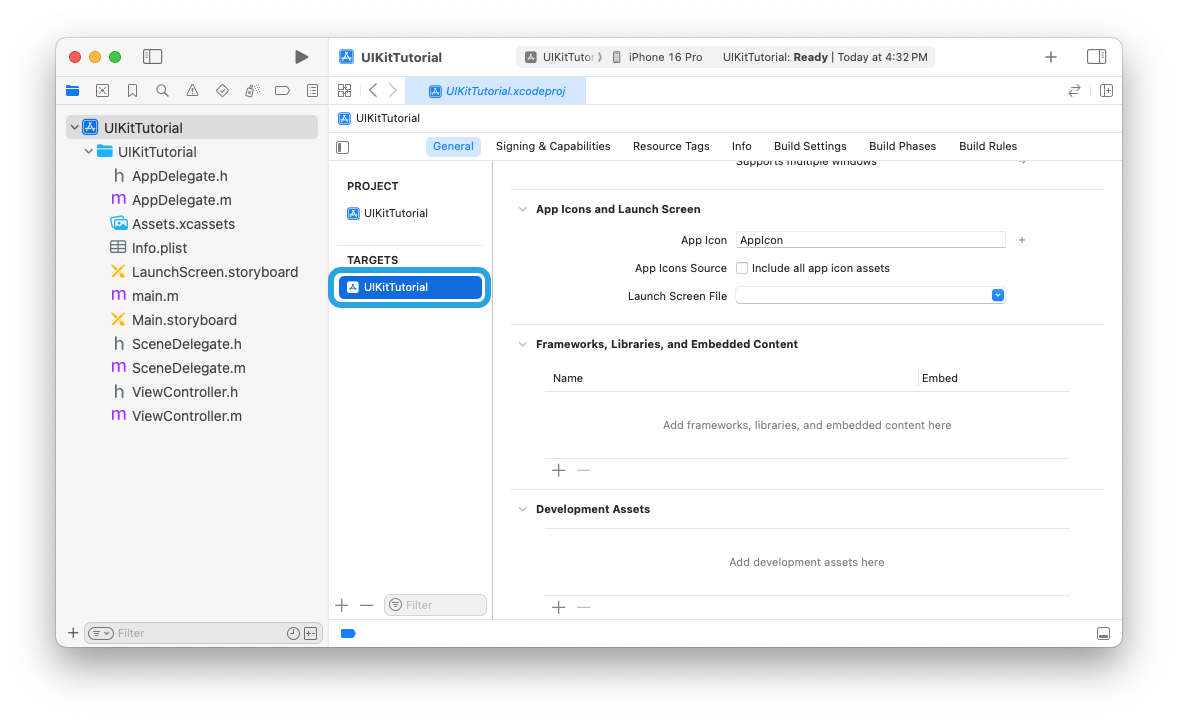 UIKitTutorial
UIKitTutor
iPhone 16 Pro
UIKitTutorial: Ready | Today at 4:32 PM
UIKitTutorial.xcodeproj
UIKitTutorial
General
Signing & Capabilities
Resource Tags
Info
Build Settings
Build Phases
Build Rules
UIKitTutorial
UIKitTutorial
h AppDelegate.h
m AppDelegate.m
Assets.xcassets
Info.plist
LaunchScreen.storyboard
m main.m
Main.storyboard
h SceneDelegate.h
m SceneDelegate.m
h ViewController.h
m ViewController.m
Filter
PROJECT
UIKitTutorial
TARGETS
UIKitTutorial
Filter
Supports multiple windows
App Icons and Launch Screen
App Icon AppIcon
App Icons Source Include all app icon assets
Launch Screen File
Frameworks, Libraries, and Embedded Content
Name Embed
Add frameworks, libraries, and embedded content here
Development Assets
Add development assets here